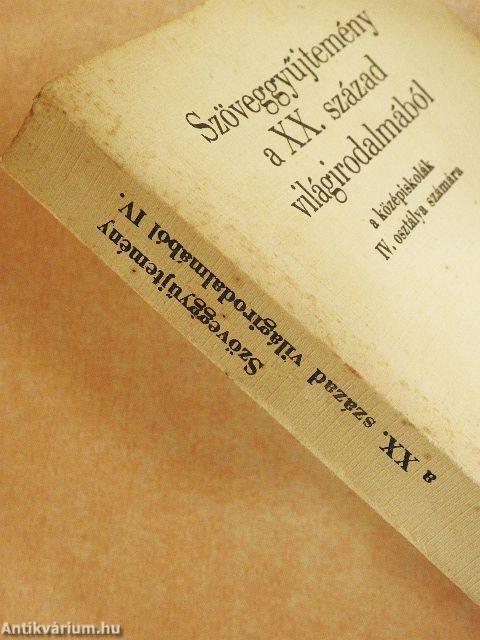 Szöveggyűjtemény
a XX. század
világirodalmából
a középiskolák
IV. osztálya számára
Szöveggyűjtemény
a XX. század világirodalmából IV.
Antikvárium.hu